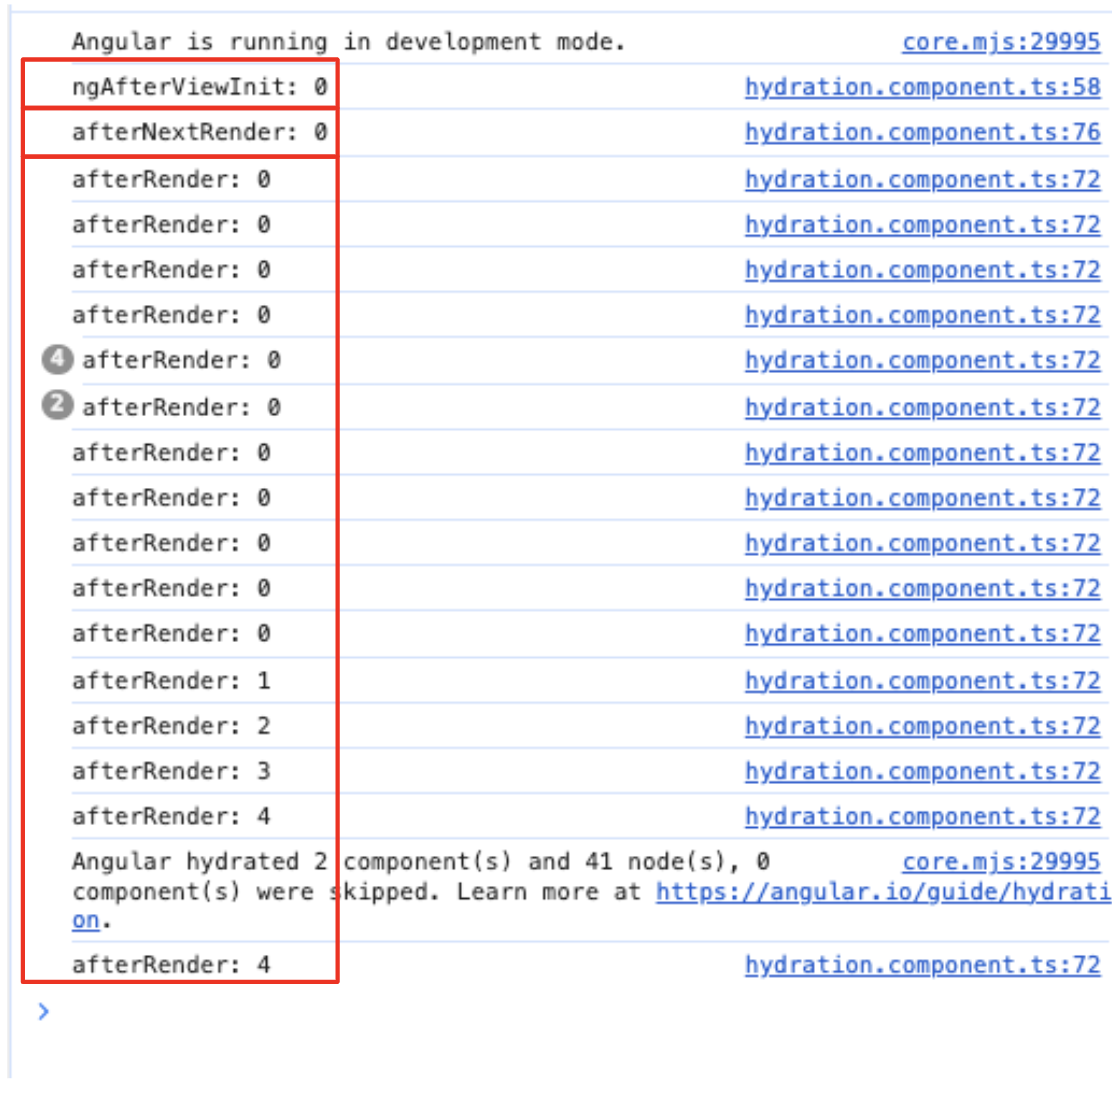 Angular is running in development mode. core.mjs:29995
ngAfterViewInit: 0 hydration.component.ts:58
afterNextRender: 0 hydration.component.ts:76
afterRender: 0 hydration.component.ts:72
afterRender: 0 hydration.component.ts:72
afterRender: 0 hydration.component.ts:72
afterRender: 0 hydration.component.ts:72
4 afterRender: 0 hydration.component.ts:72
2 afterRender: 0 hydration.component.ts:72
afterRender: 0 hydration.component.ts:72
afterRender: 0 hydration.component.ts:72
afterRender: 0 hydration.component.ts:72
afterRender: 0 hydration.component.ts:72
afterRender: 0 hydration.component.ts:72
afterRender: 1 hydration.component.ts:72
afterRender: 2 hydration.component.ts:72
afterRender: 3 hydration.component.ts:72
afterRender: 4 hydration.component.ts:72
Angular hydrated 2 component(s) and 41 node(s), 0 core.mjs:29995
component(s) were skipped. Learn more at https://angular.io/guide/hydrati
on.
afterRender: 4 hydration.component.ts:72